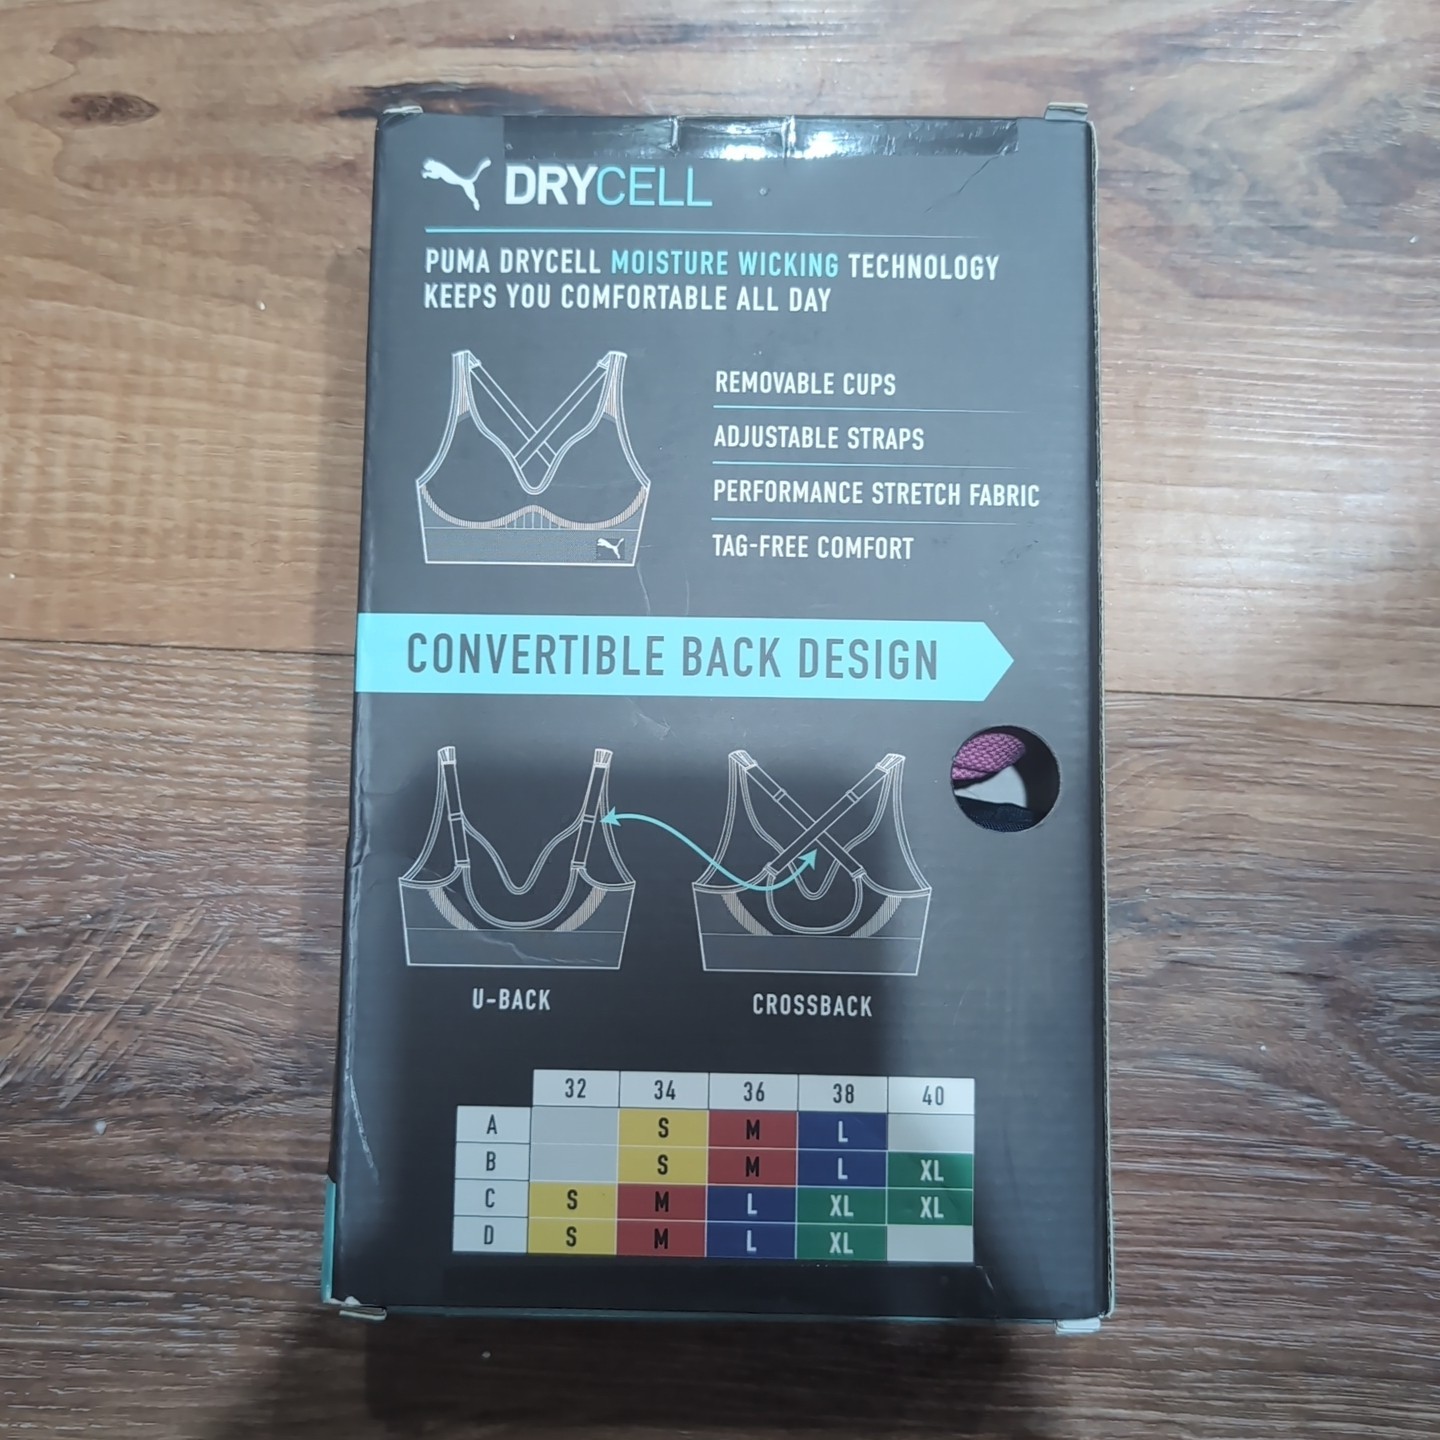 DRYCELL
PUMA DRYCELL MOISTURE WICKING TECHNOLOGY
KEEPS YOU COMFORTABLE ALL DAY
REMOVABLE CUPS
ADJUSTABLE STRAPS
PERFORMANCE STRETCH FABRIC
TAG-FREE COMFORT
CONVERTIBLE BACK DESIGN
U-BACK CROSSBACK
32 34 36 38 40
A S M L
B S M L XL
C S M L XL XL
D S M L XL